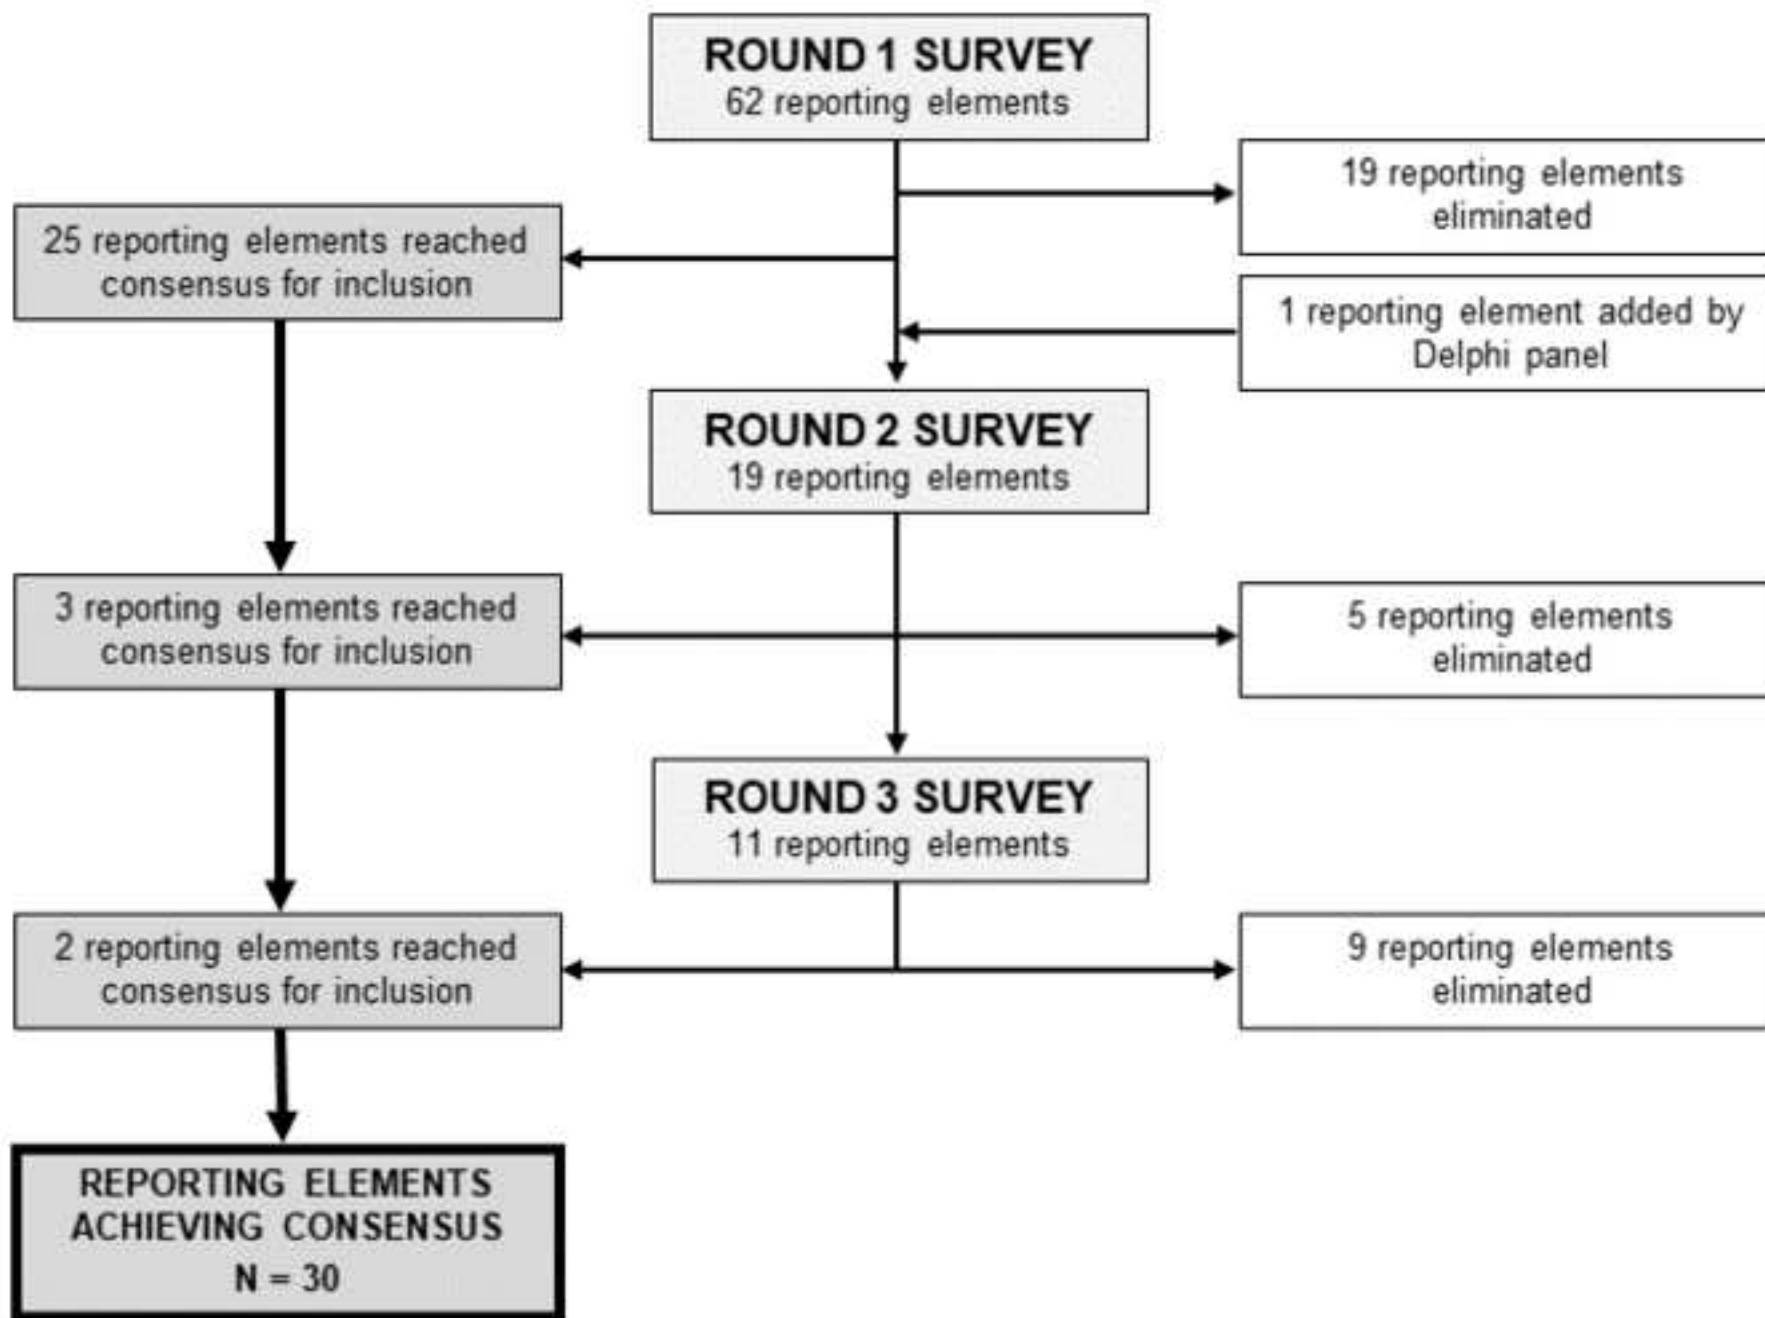 ROUND 1 SURVEY
62 reporting elements
19 reporting elements
eliminated
25 reporting elements reached
consensus for inclusion
1 reporting element added by
Delphi panel
ROUND 2 SURVEY
19 reporting elements
3 reporting elements reached
consensus for inclusion
5 reporting elements
eliminated
ROUND 3 SURVEY
11 reporting elements
2 reporting elements reached
consensus for inclusion
9 reporting elements
eliminated
REPORTING ELEMENTS
ACHIEVING CONSENSUS
N = 30